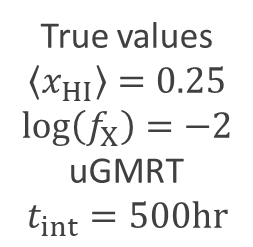 True values
⟨x_HI⟩ = 0.25
log(f_X) = −2
uGMRT
t_int = 500hr